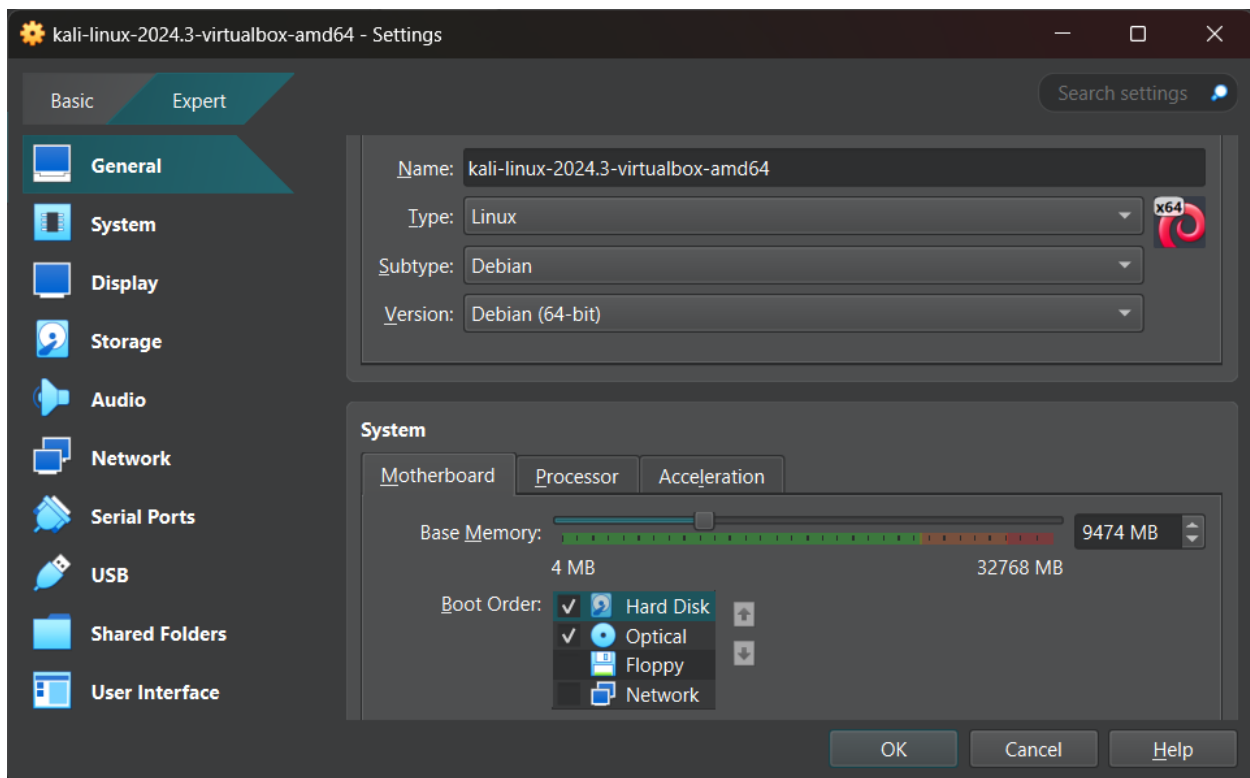 kali-linux-2024.3-virtualbox-amd64 - Settings
Basic
Expert
Search settings
General
System
Display
Storage
Audio
Network
Serial Ports
USB
Shared Folders
User Interface
Name: kali-linux-2024.3-virtualbox-amd64
Type: Linux
x64
Subtype: Debian
Version: Debian (64-bit)
System
Motherboard
Processor
Acceleration
Base Memory: 9474 MB
4 MB 32768 MB
Boot Order: Hard Disk
Optical
Floppy
Network
OK
Cancel
Help